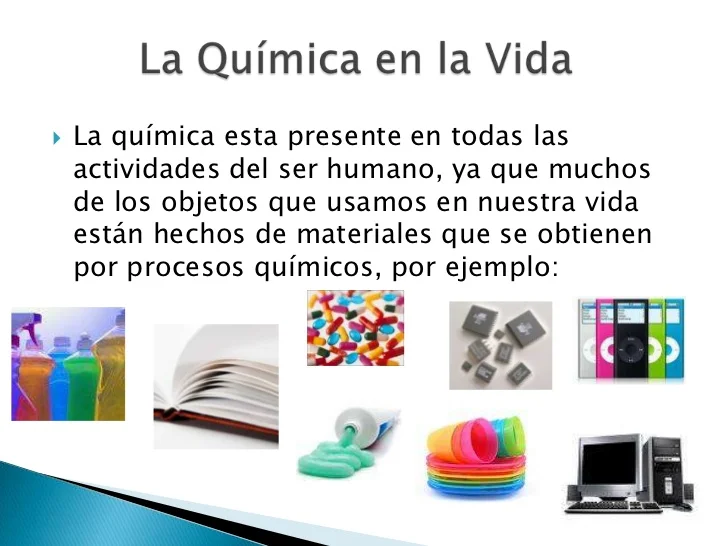 La Química en la Vida
La química esta presente en todas las
actividades del ser humano, ya que muchos
de los objetos que usamos en nuestra vida
están hechos de materiales que se obtienen
por procesos químicos, por ejemplo: